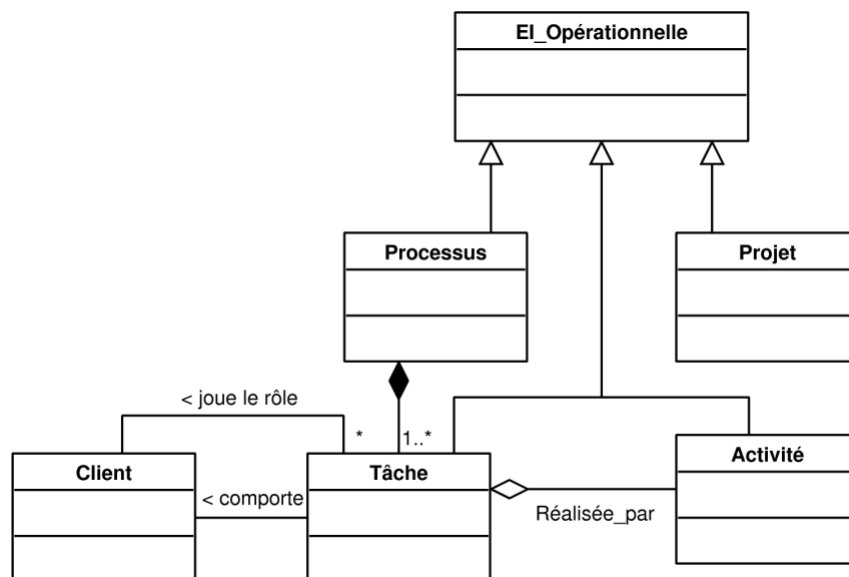 El_Opérationnelle
Processus
Projet
< joue le rôle
*
1..*
Client
Tâche
Activité
< comporte
Réalisée_par